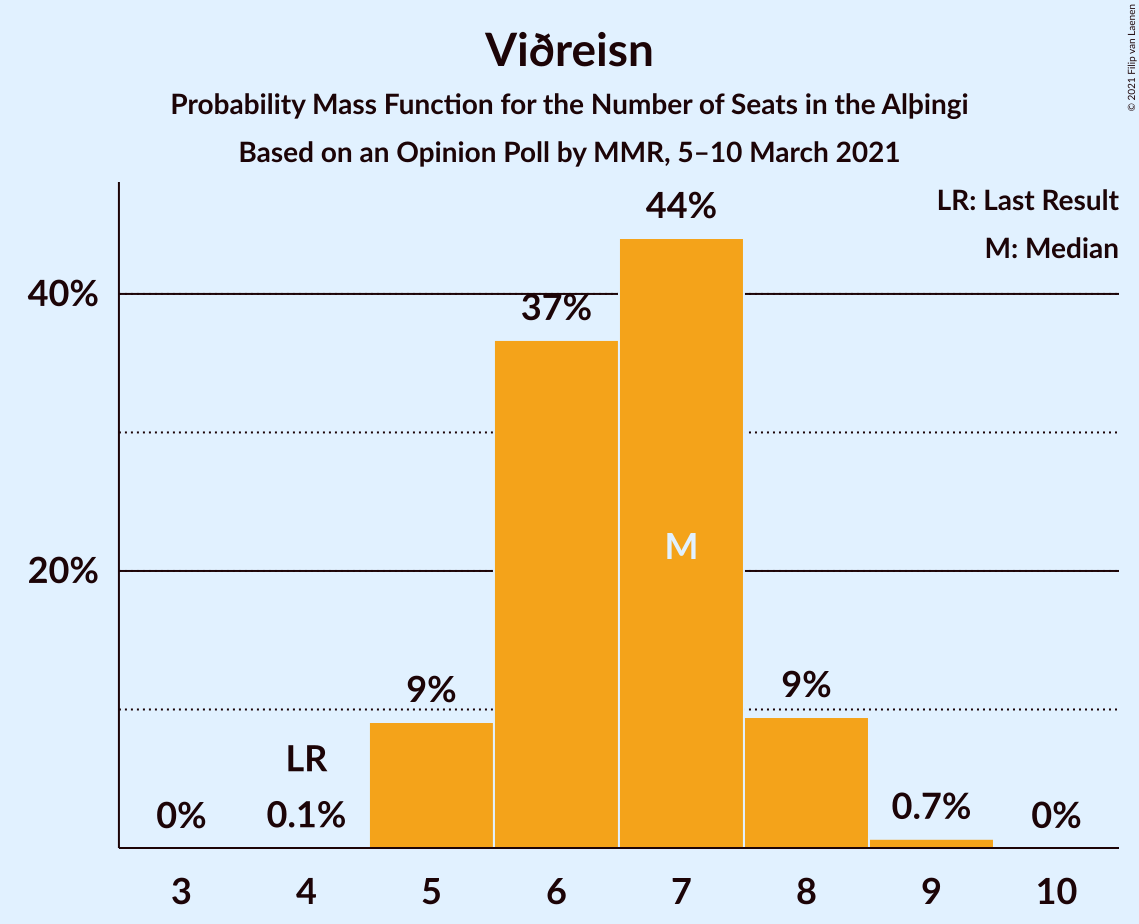 Viðreisn
Probability Mass Function for the Number of Seats in the Alþingi
Based on an Opinion Poll by MMR, 5–10 March 2021
© 2021 Filip van Laenen
LR: Last Result
M: Median
44%
40%
37%
M
20%
9%
9%
LR
0%
0.1%
0.7%
0%
3 4 5 6 7 8 9 10